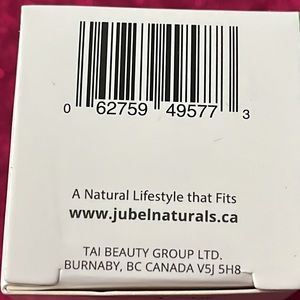 0 62759 49577 3
A Natural Lifestyle that Fits
www.jubelnaturals.ca
TAI BEAUTY GROUP LTD.
BURNABY, BC CANADA V5J 5H8